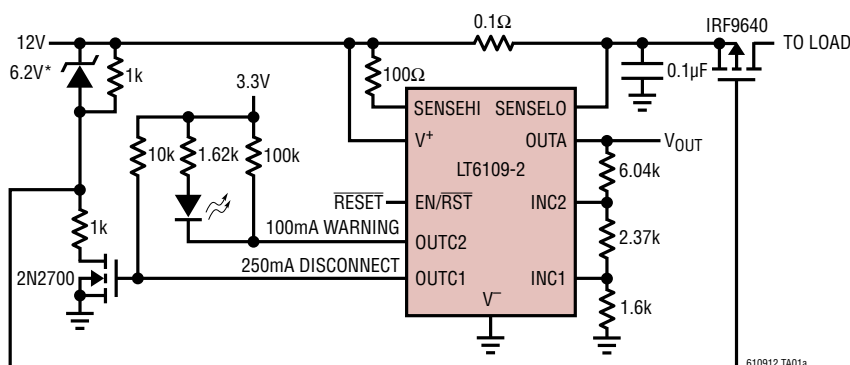 0.1Ω
IRF9640
12V
TO LOAD
6.2V*
1k
100Ω
0.1µF
3.3V
SENSEHI
SENSELO
V+
OUTA
VOUT
10k
1.62k
100k
LT6109-2
6.04k
RESET
EN/RST
INC2
1k
100mA WARNING
OUTC2
2.37k
250mA DISCONNECT
OUTC1
INC1
2N2700
V–
1.6k
610912 TA01a